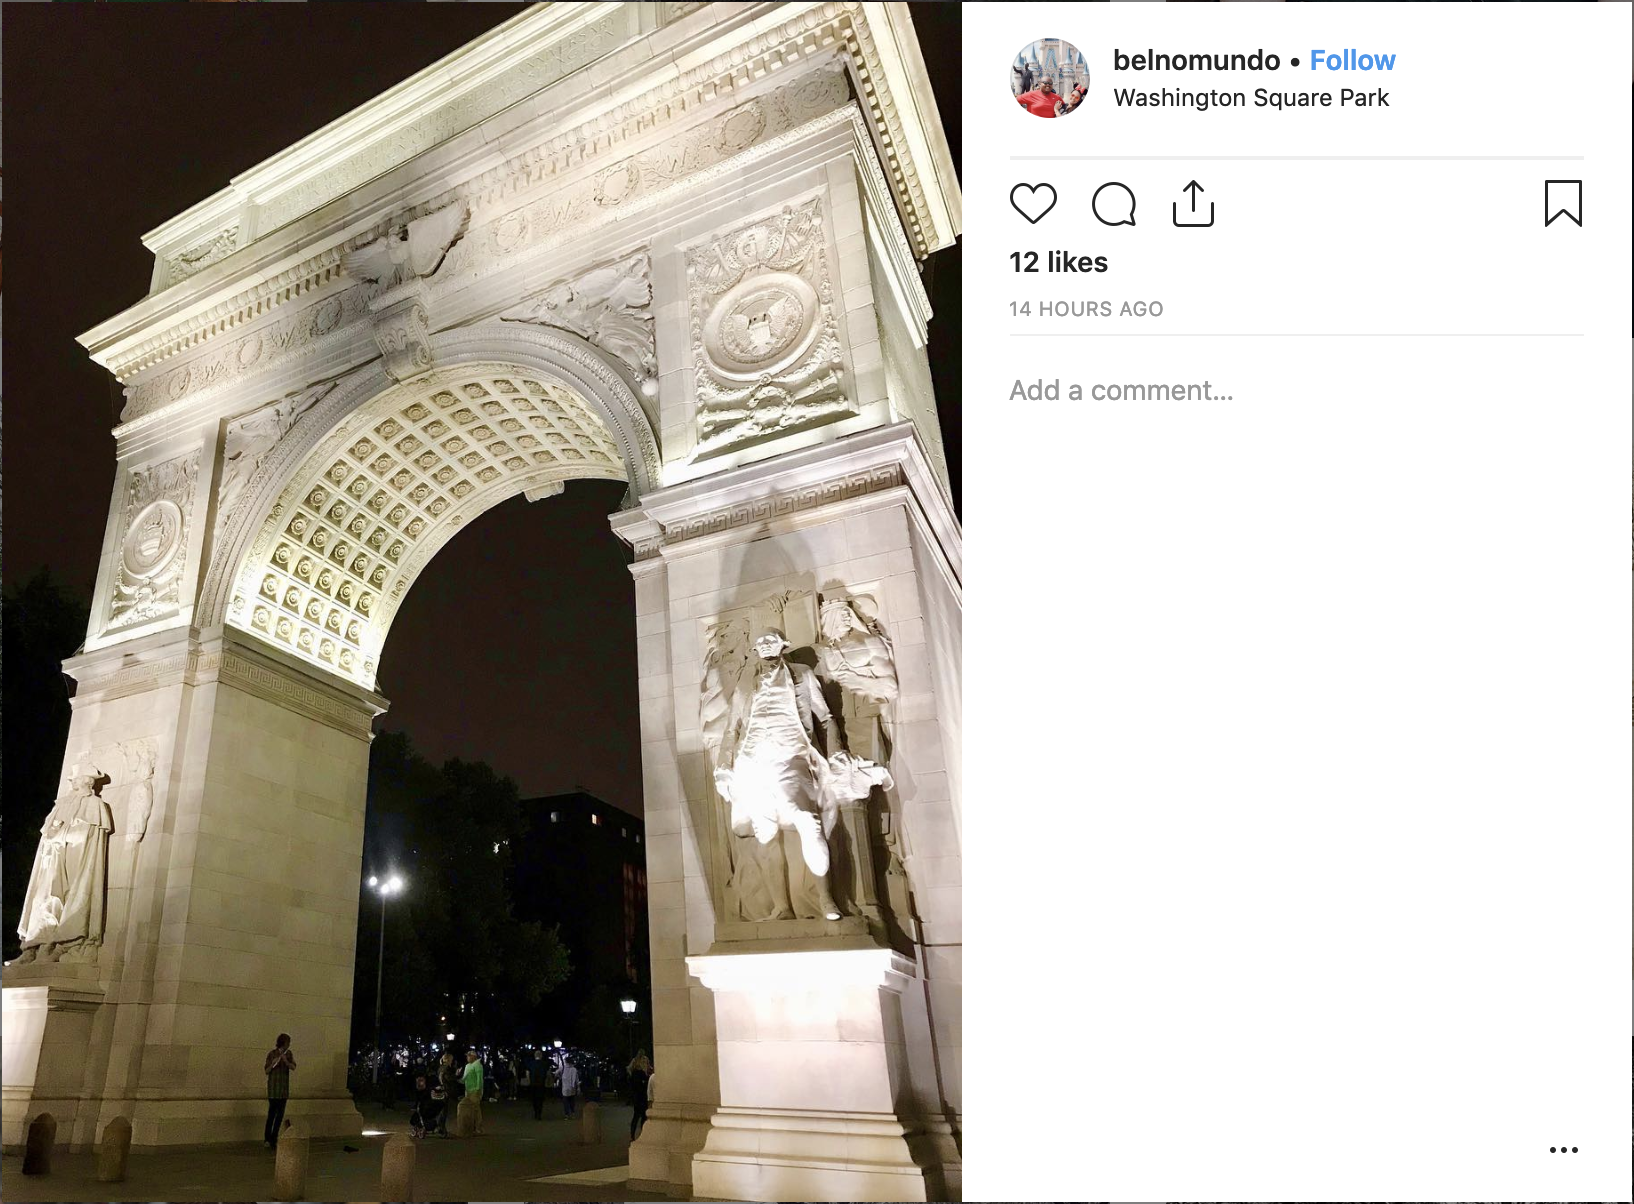 belnomundo • Follow
Washington Square Park
12 likes
14 HOURS AGO
Add a comment...